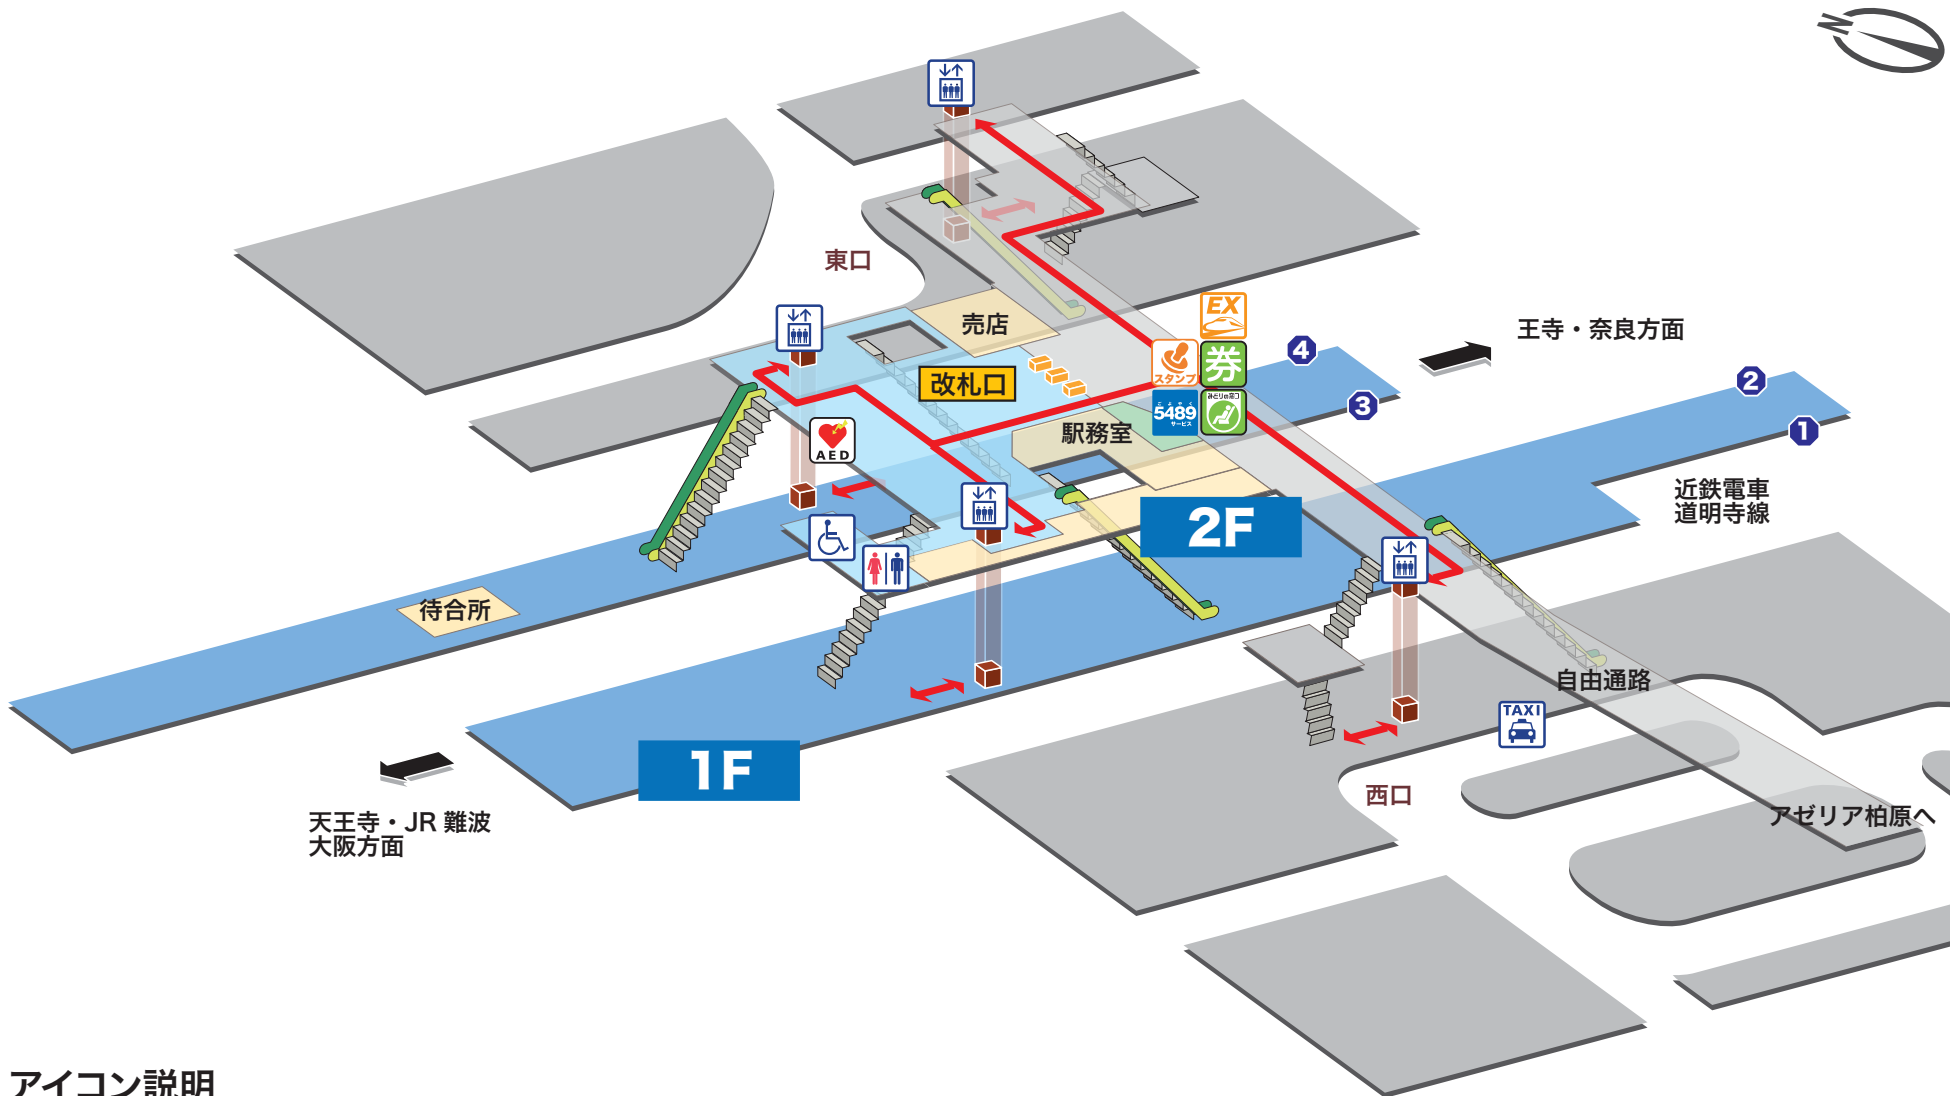 N
東口
売店
改札口
EX
スタンプ
券
5489
サービス
みどりの窓口
4
3
2
1
王寺・奈良方面
近鉄電車
道明寺線
駅務室
AED
2F
待合所
1F
天王寺・JR 難波
大阪方面
自由通路
TAXI
西口
アゼリア柏原へ
アイコン説明